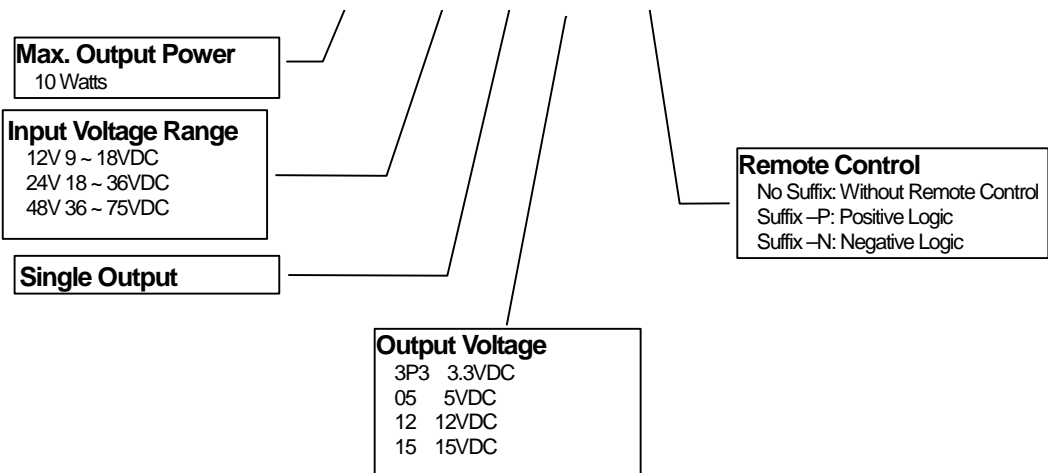 Max. Output Power
10 Watts
Input Voltage Range
12V 9 ~ 18VDC
24V 18 ~ 36VDC
48V 36 ~ 75VDC
Single Output
Remote Control
No Suffix: Without Remote Control
Suffix –P: Positive Logic
Suffix –N: Negative Logic
Output Voltage
3P3 3.3VDC
05 5VDC
12 12VDC
15 15VDC